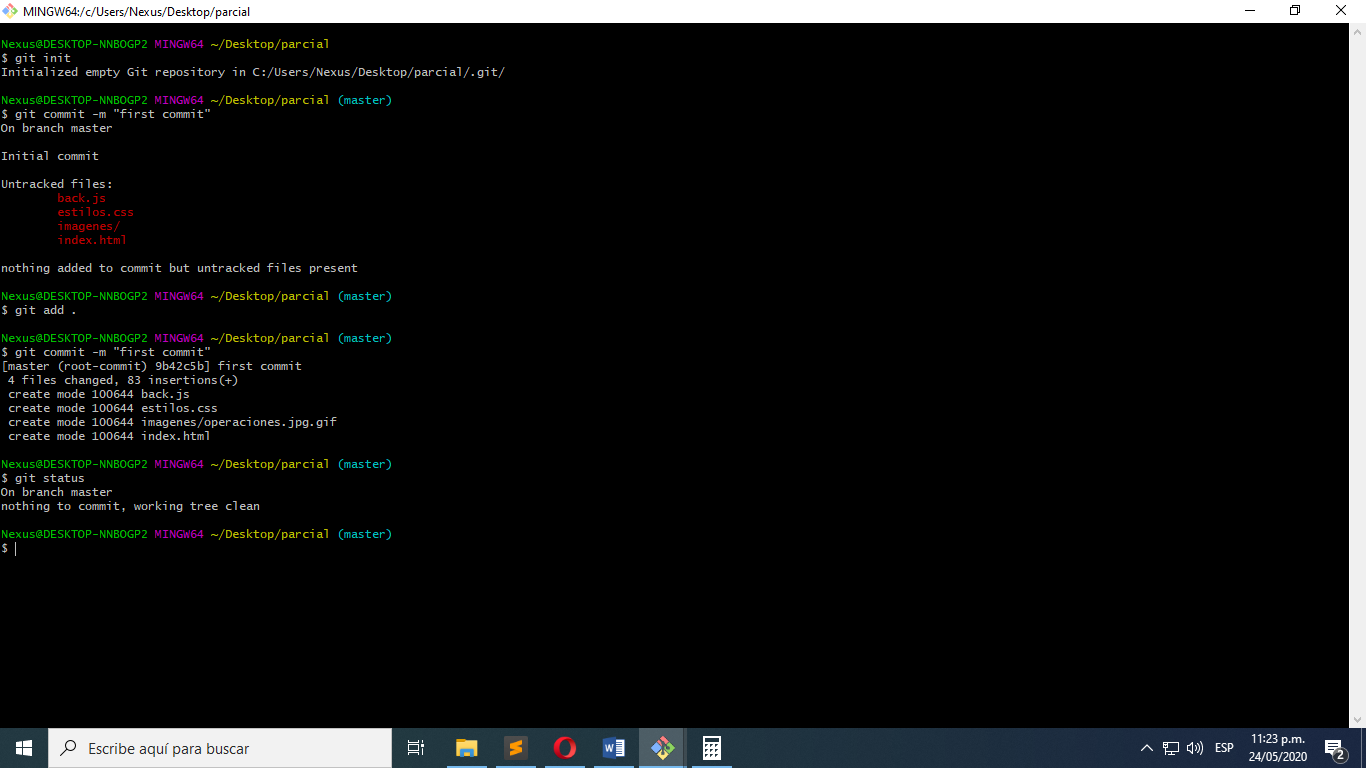 MINGW64:/c/Users/Nexus/Desktop/parcial
Nexus@DESKTOP-NNBOGP2 MINGW64 ~/Desktop/parcial
$ git init
Initialized empty Git repository in C:/Users/Nexus/Desktop/parcial/.git/
Nexus@DESKTOP-NNBOGP2 MINGW64 ~/Desktop/parcial (master)
$ git commit -m "first commit"
On branch master
Initial commit
Untracked files:
back.js
estilos.css
imagenes/
index.html
nothing added to commit but untracked files present
Nexus@DESKTOP-NNBOGP2 MINGW64 ~/Desktop/parcial (master)
$ git add .
Nexus@DESKTOP-NNBOGP2 MINGW64 ~/Desktop/parcial (master)
$ git commit -m "first commit"
[master (root-commit) 9b42c5b] first commit
4 files changed, 83 insertions(+)
create mode 100644 back.js
create mode 100644 estilos.css
create mode 100644 imagenes/operaciones.jpg.gif
create mode 100644 index.html
Nexus@DESKTOP-NNBOGP2 MINGW64 ~/Desktop/parcial (master)
$ git status
On branch master
nothing to commit, working tree clean
Nexus@DESKTOP-NNBOGP2 MINGW64 ~/Desktop/parcial (master)
$
Escribe aquí para buscar
W
ESP
11:23 p.m.
24/05/2020
2